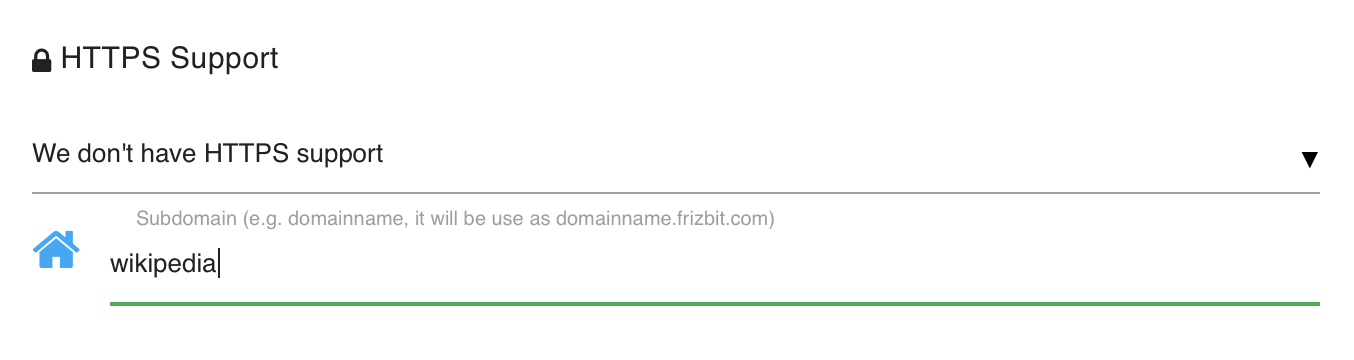 HTTPS Support
We don't have HTTPS support
Subdomain (e.g. domainname, it will be use as domainname.frizbit.com)
wikipedia